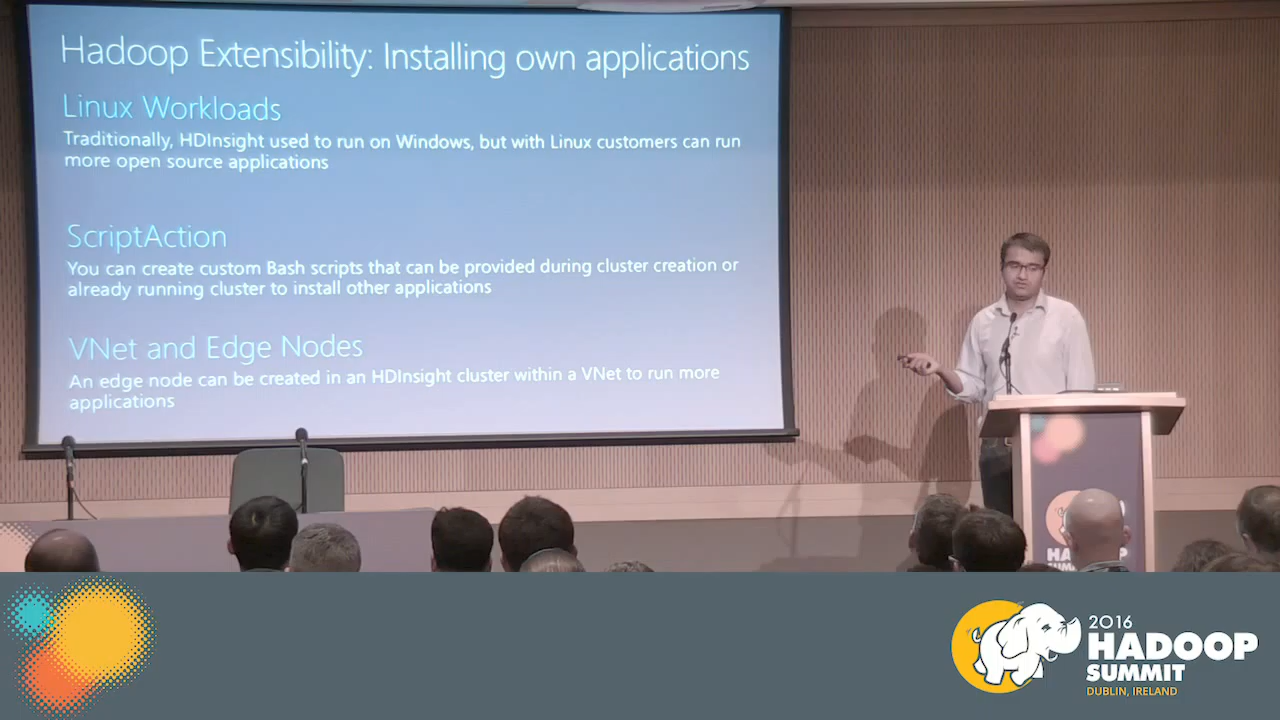 Hadoop Extensibility: Installing own applications
Linux Workloads
Traditionally, HDInsight used to run on Windows, but with Linux customers can run
more open source applications
ScriptAction
You can create custom Bash scripts that can be provided during cluster creation or
already running cluster to install other applications
VNet and Edge Nodes
An edge node can be created in an HDInsight cluster within a VNet to run more
applications
2016
HADOOP
SUMMIT
DUBLIN, IRELAND